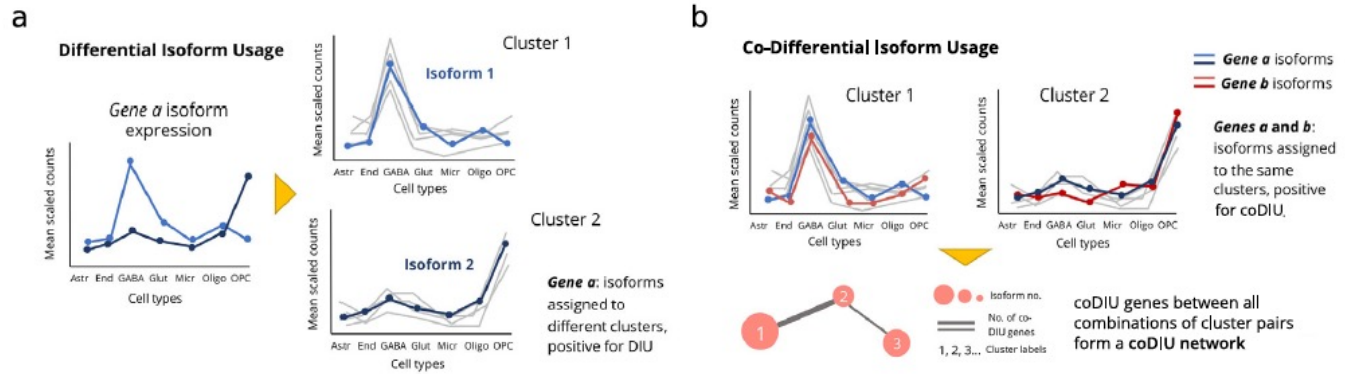 a
Differential Isoform Usage
Gene a isoform
expression
Mean scaled counts
Astr End GABA Glut Micr Oligo OPC
Cell types
Cluster 1
Isoform 1
Mean scaled counts
Astr End GABA Glut Micr Oligo OPC
Cell types
Cluster 2
Isoform 2
Mean scaled counts
Astr End GABA Glut Micr Oligo OPC
Cell types
Gene a: isoforms
assigned to
different clusters,
positive for DIU
b
Co-Differential Isoform Usage
Gene a isoforms
Gene b isoforms
Cluster 1
Mean scaled counts
Astr End GABA Glut Micr Oligo OPC
Cell types
Cluster 2
Mean scaled counts
Astr End GABA Glut Micr Oligo OPC
Cell types
Genes a and b:
isoforms assigned
to the same
clusters, positive
for coDIU.
1
2
3
Isoform no.
No. of co-
DIU genes
1, 2, 3... Cluster labels
coDIU genes between all
combinations of cluster pairs
form a coDIU network